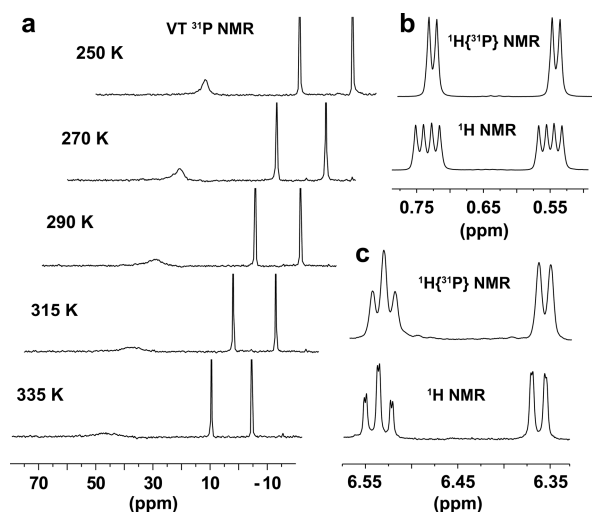 a
VT ³¹P NMR
250 K
270 K
290 K
315 K
335 K
70 50 30 10 -10
(ppm)
b
¹H{³¹P} NMR
¹H NMR
0.75 0.65 0.55
(ppm)
c
¹H{³¹P} NMR
¹H NMR
6.55 6.45 6.35
(ppm)